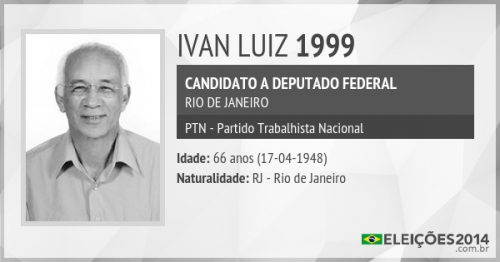 IVAN LUIZ 1999
CANDIDATO A DEPUTADO FEDERAL
RIO DE JANEIRO
PTN - Partido Trabalhista Nacional
Idade: 66 anos (17-04-1948)
Naturalidade: RJ - Rio de Janeiro
ELEIÇÕES2014
.com.br